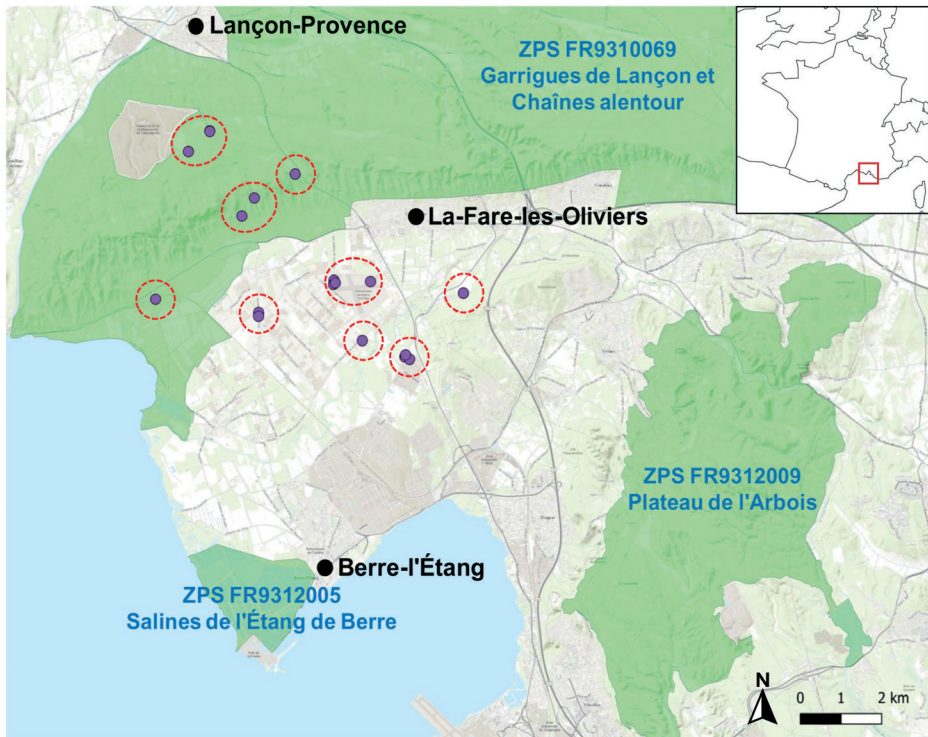 Lançon-Provence
ZPS FR9310069
Garrigues de Lançon et
Chaînes alentour
La-Fare-les-Oliviers
ZPS FR9312009
Plateau de l'Arbois
Berre-l'Étang
ZPS FR9312005
Salines de l'Étang de Berre
N
0 1 2 km